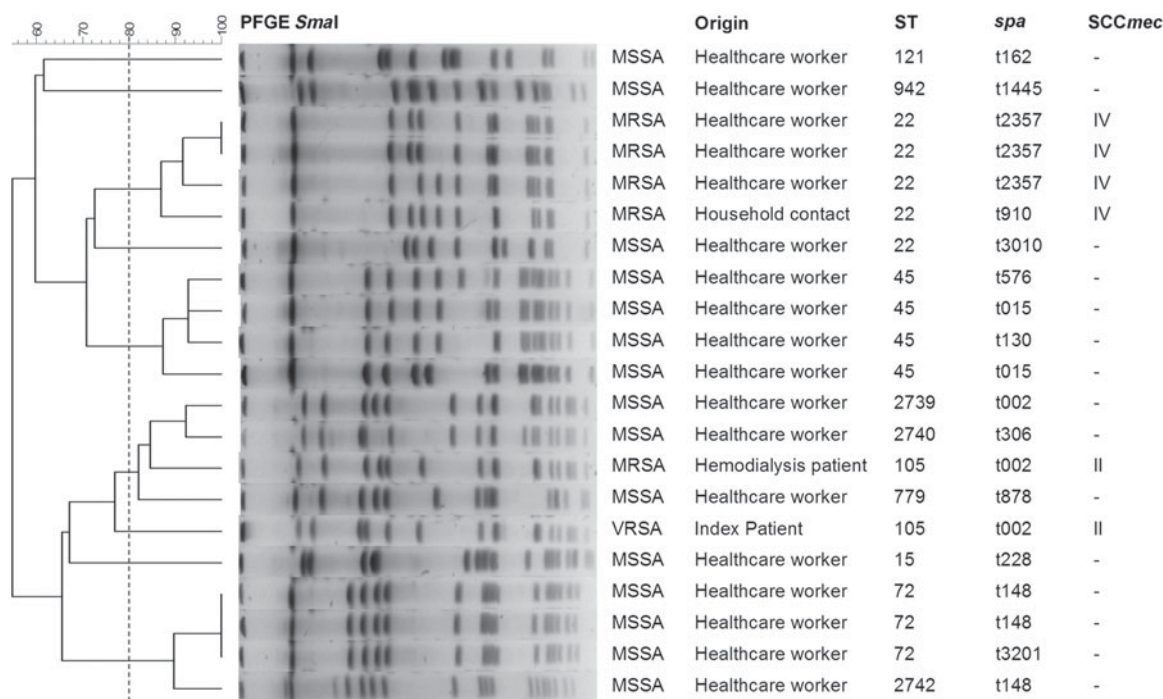 60 70 80 90 100
PFGE SmaI Origin ST spa SCCmec
MSSA Healthcare worker 121 t162 -
MSSA Healthcare worker 942 t1445 -
MRSA Healthcare worker 22 t2357 IV
MRSA Healthcare worker 22 t2357 IV
MRSA Healthcare worker 22 t2357 IV
MRSA Household contact 22 t910 IV
MSSA Healthcare worker 22 t3010 -
MSSA Healthcare worker 45 t576 -
MSSA Healthcare worker 45 t015 -
MSSA Healthcare worker 45 t130 -
MSSA Healthcare worker 45 t015 -
MSSA Healthcare worker 2739 t002 -
MSSA Healthcare worker 2740 t306 -
MRSA Hemodialysis patient 105 t002 II
MSSA Healthcare worker 779 t878 -
VRSA Index Patient 105 t002 II
MSSA Healthcare worker 15 t228 -
MSSA Healthcare worker 72 t148 -
MSSA Healthcare worker 72 t148 -
MSSA Healthcare worker 72 t3201 -
MSSA Healthcare worker 2742 t148 -